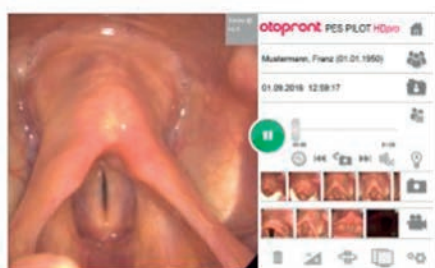 otopront PES PILOT HDpro
Mustermann, Franz (01.01.1950)
01.09.2016 12:59:17